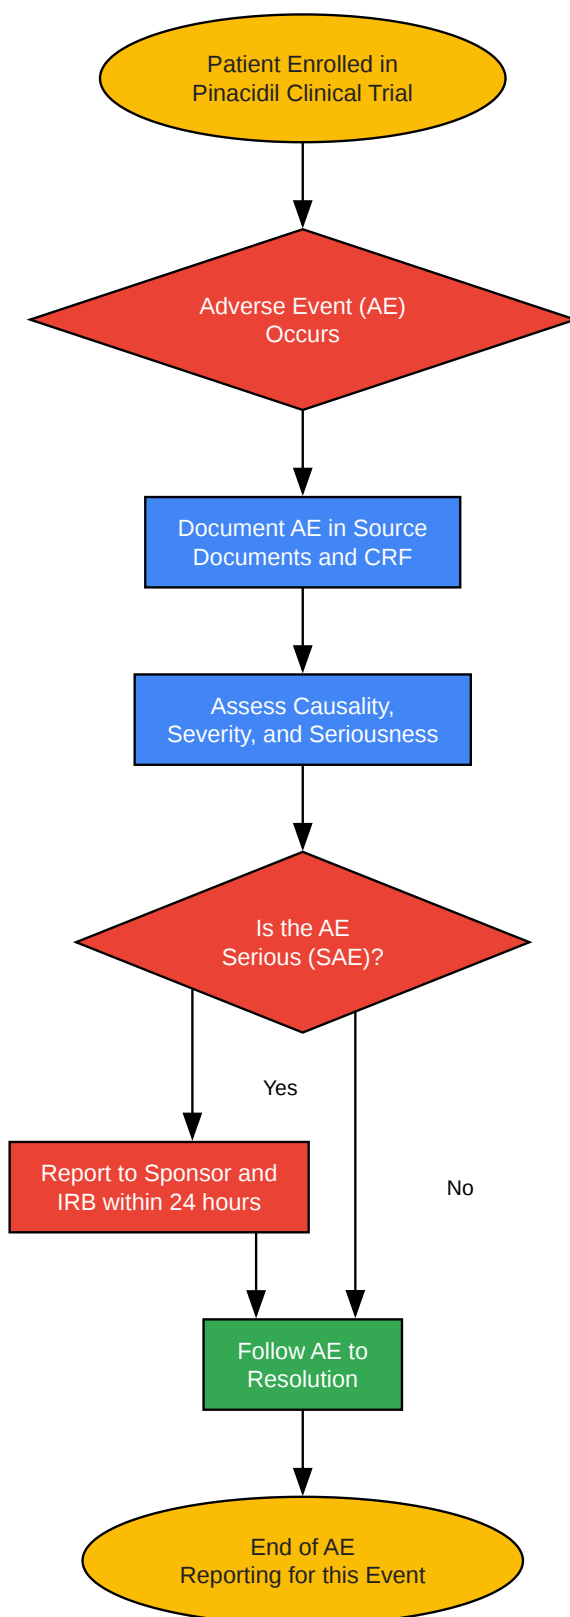 Patient Enrolled in
Pinacidil Clinical Trial
Adverse Event (AE)
Occurs
Document AE in Source
Documents and CRF
Assess Causality,
Severity, and Seriousness
Is the AE
Serious (SAE)?
Yes
Report to Sponsor and
IRB within 24 hours
No
Follow AE to
Resolution
End of AE
Reporting for this Event